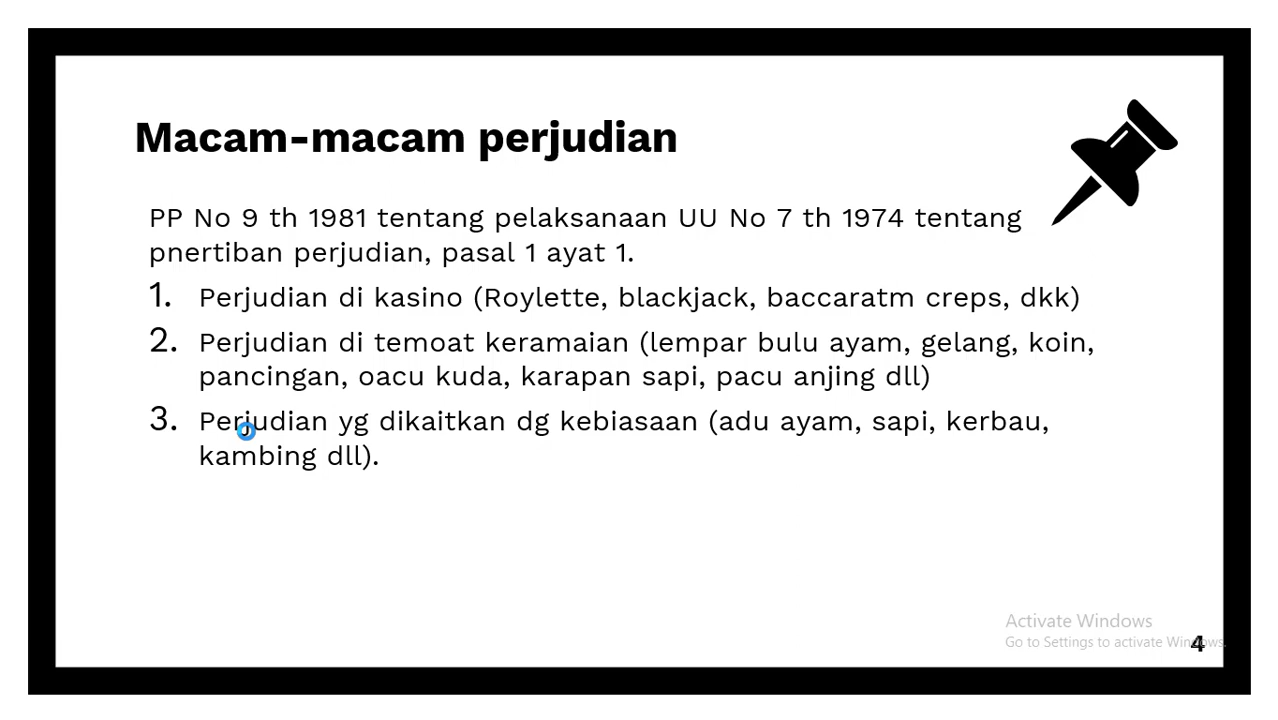 Macam-macam perjudian
PP No 9 th 1981 tentang pelaksanaan UU No 7 th 1974 tentang
pnertiban perjudian, pasal 1 ayat 1.
1. Perjudian di kasino (Roylette, blackjack, baccaratm creps, dkk)
2. Perjudian di temoat keramaian (lempar bulu ayam, gelang, koin,
pancingan, oacu kuda, karapan sapi, pacu anjing dll)
3. Perjudian yg dikaitkan dg kebiasaan (adu ayam, sapi, kerbau,
kambing dll).
Activate Windows
Go to Settings to activate Windows.
4